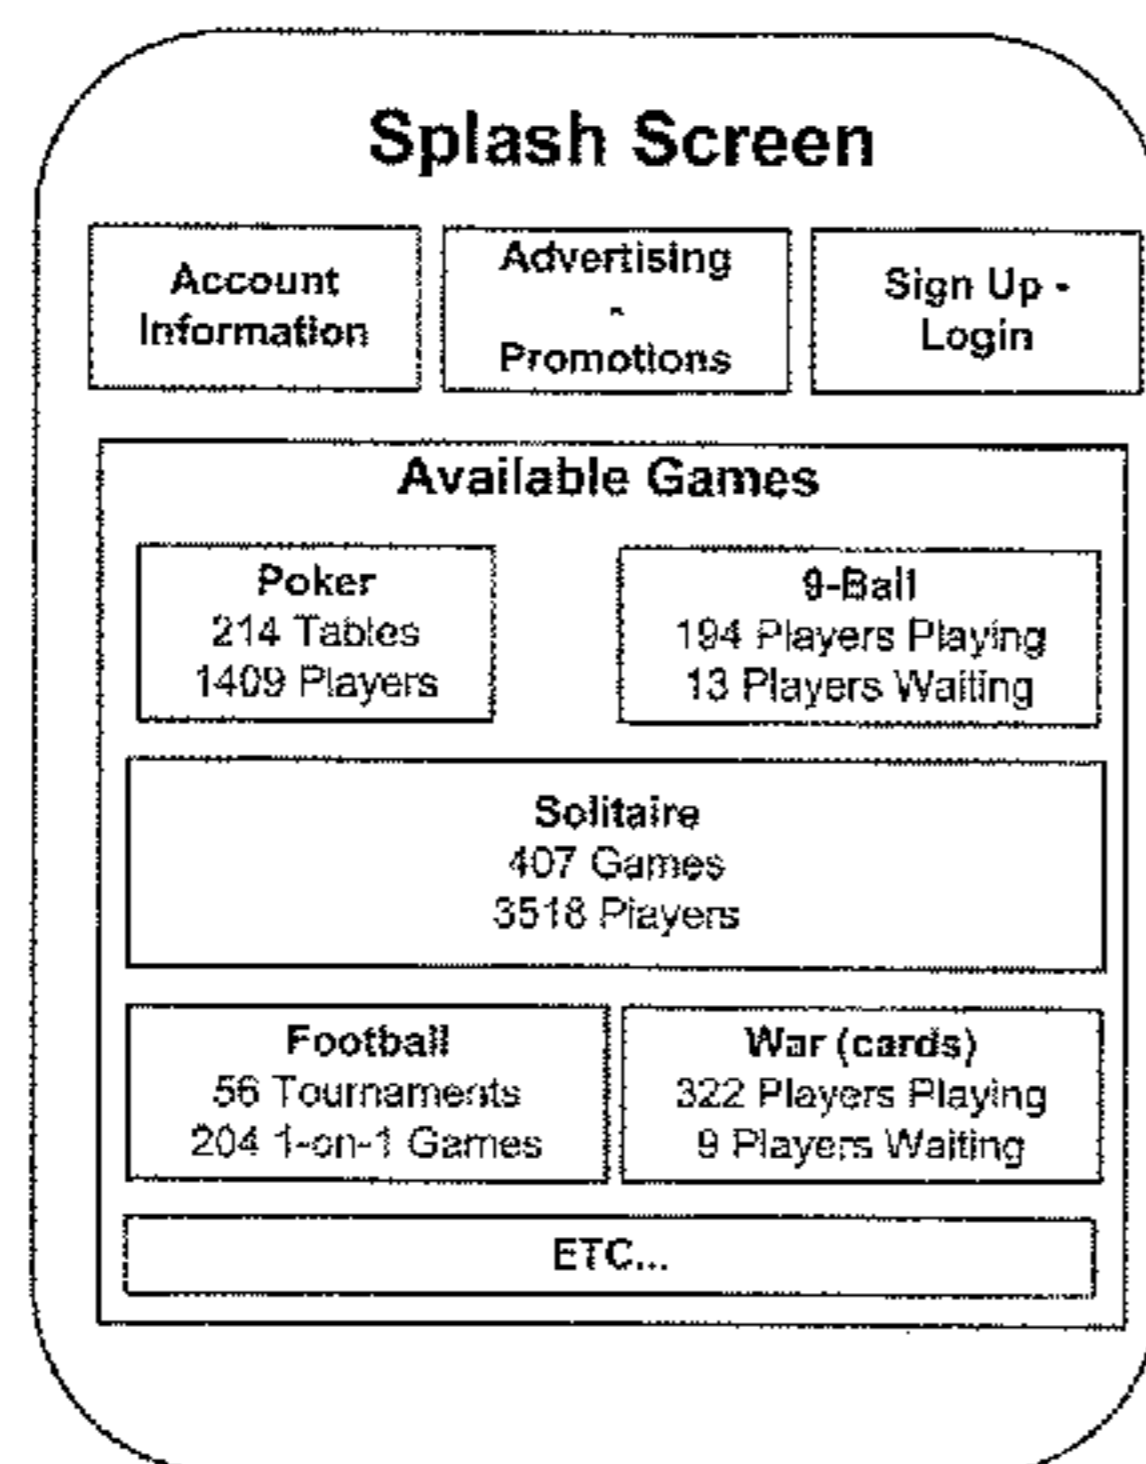 Splash Screen
Account
Information
Advertising
-
Promotions
Sign Up -
Login
Available Games
Poker
214 Tables
1409 Players
9-Ball
194 Players Playing
13 Players Waiting
Solitaire
407 Games
3518 Players
Football
56 Tournaments
204 1-on-1 Games
War (cards)
322 Players Playing
9 Players Waiting
ETC...